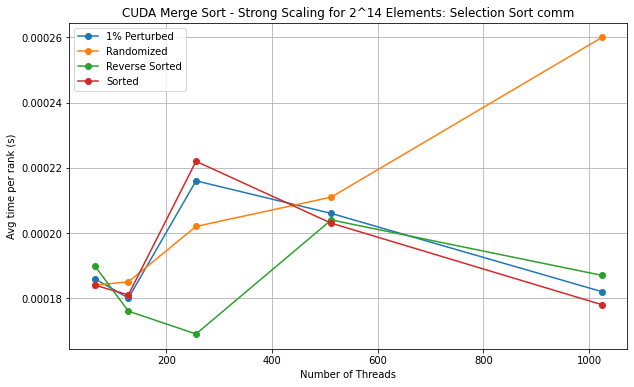 CUDA Merge Sort - Strong Scaling for 2^14 Elements: Selection Sort comm
1% Perturbed
Randomized
Reverse Sorted
Sorted
0.00026
0.00024
0.00022
0.00020
0.00018
Avg time per rank (s)
200
400
600
800
1000
Number of Threads